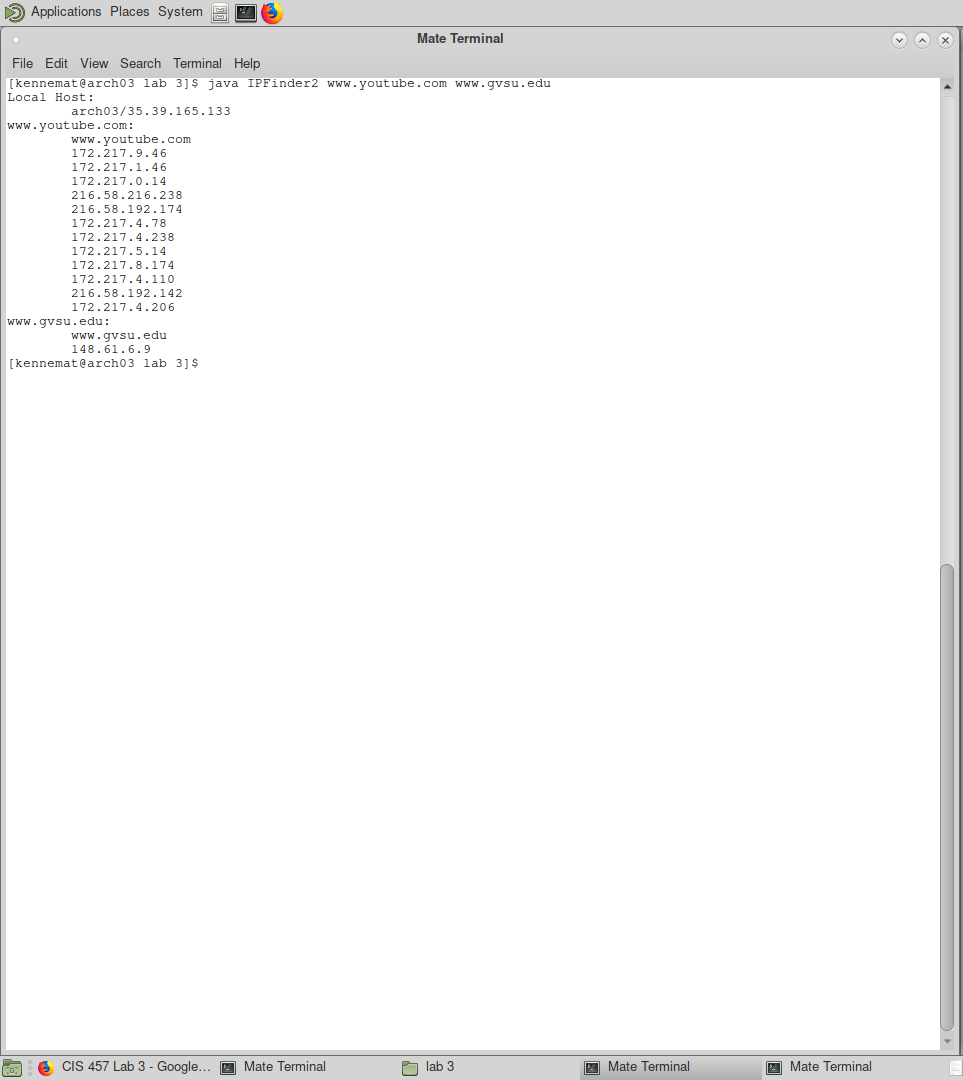 Applications Places System
Mate Terminal
File Edit View Search Terminal Help
[kennemat@arch03 lab 3]$ java IPFinder2 www.youtube.com www.gvsu.edu
Local Host:
arch03/35.39.165.133
www.youtube.com:
www.youtube.com
172.217.9.46
172.217.1.46
172.217.0.14
216.58.216.238
216.58.192.174
172.217.4.78
172.217.4.238
172.217.5.14
172.217.8.174
172.217.4.110
216.58.192.142
172.217.4.206
www.gvsu.edu:
www.gvsu.edu
148.61.6.9
[kennemat@arch03 lab 3]$
CIS 457 Lab 3 - Google... Mate Terminal lab 3 Mate Terminal Mate Terminal